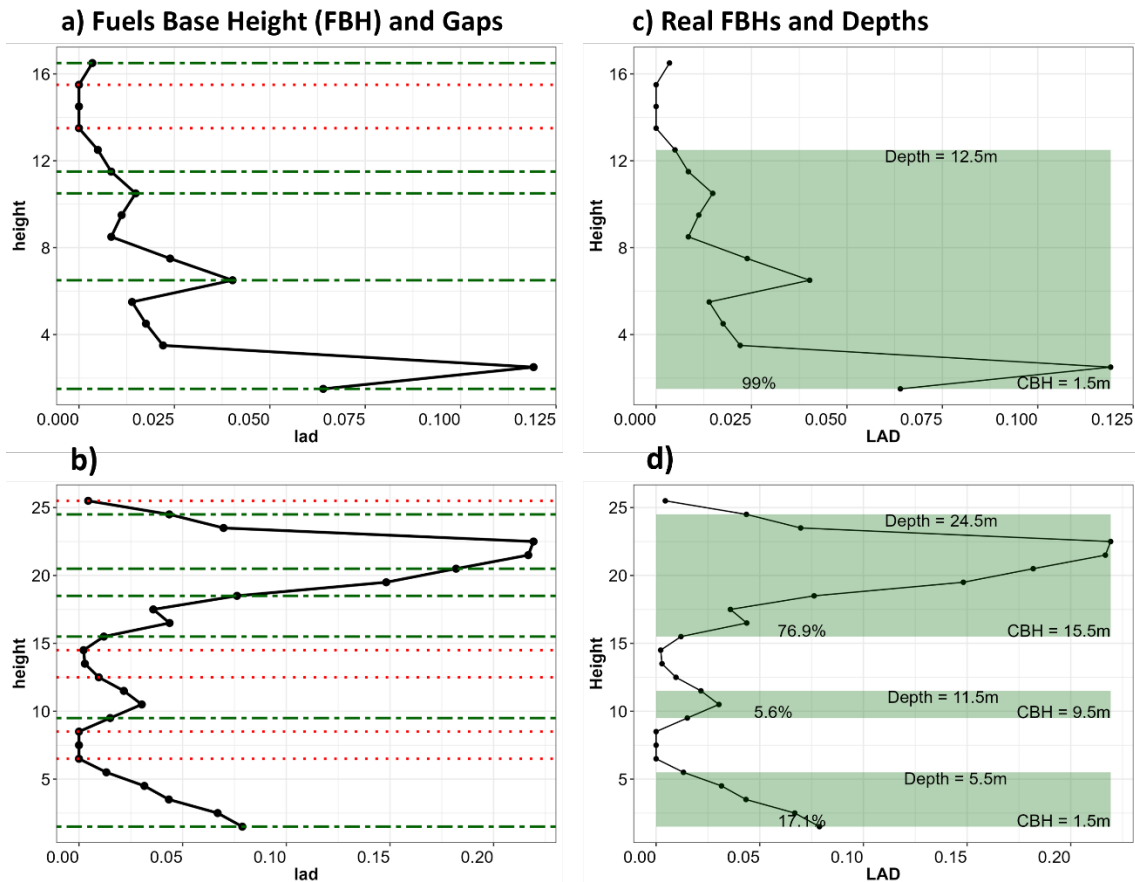 a) Fuels Base Height (FBH) and Gaps
height
16
12
8
4
0.000 0.025 0.050 0.075 0.100 0.125
lad
c) Real FBHs and Depths
Height
16
12
8
4
Depth = 12.5m
99%
CBH = 1.5m
0.000 0.025 0.050 0.075 0.100 0.125
LAD
b)
height
25
20
15
10
5
0.00 0.05 0.10 0.15 0.20
lad
d)
Height
25
20
15
10
5
Depth = 24.5m
76.9%
CBH = 15.5m
Depth = 11.5m
5.6%
CBH = 9.5m
Depth = 5.5m
17.1%
CBH = 1.5m
0.00 0.05 0.10 0.15 0.20
LAD